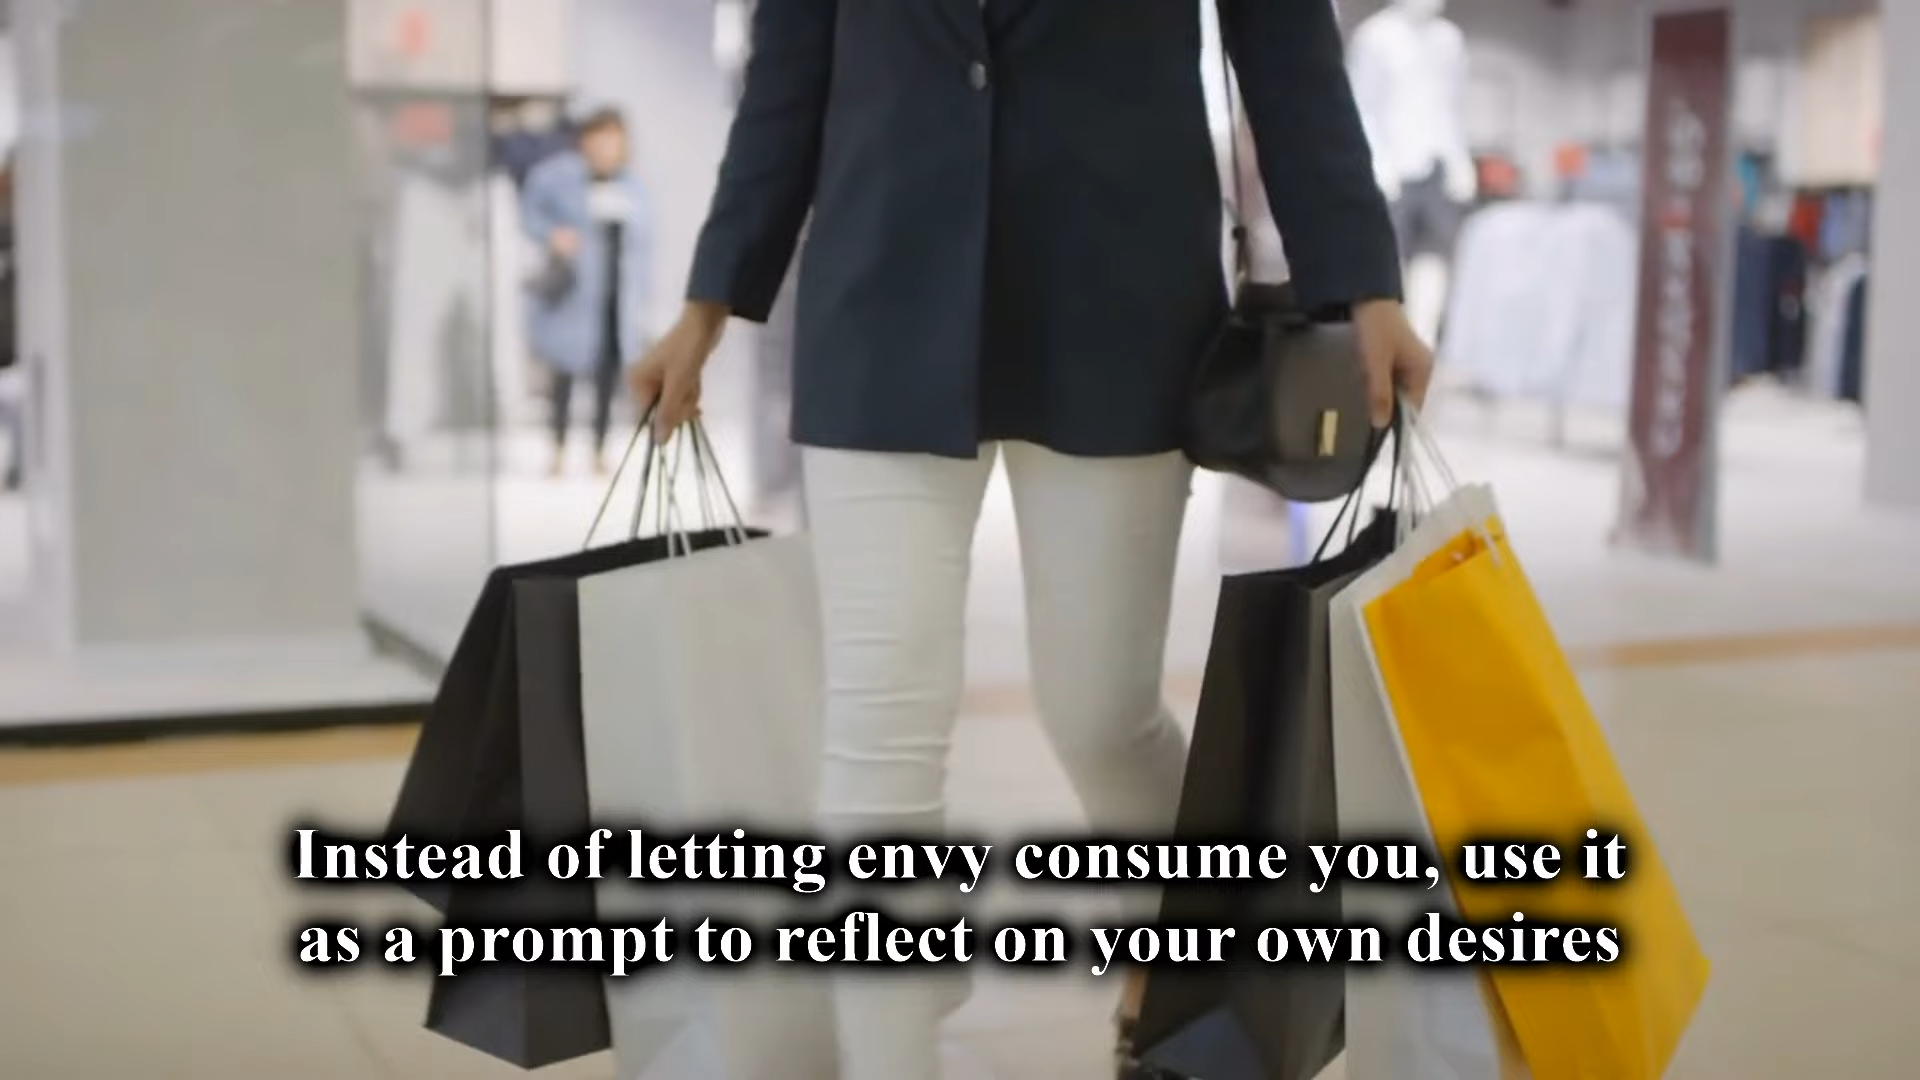 Instead of letting envy consume you, use it
as a prompt to reflect on your own desires